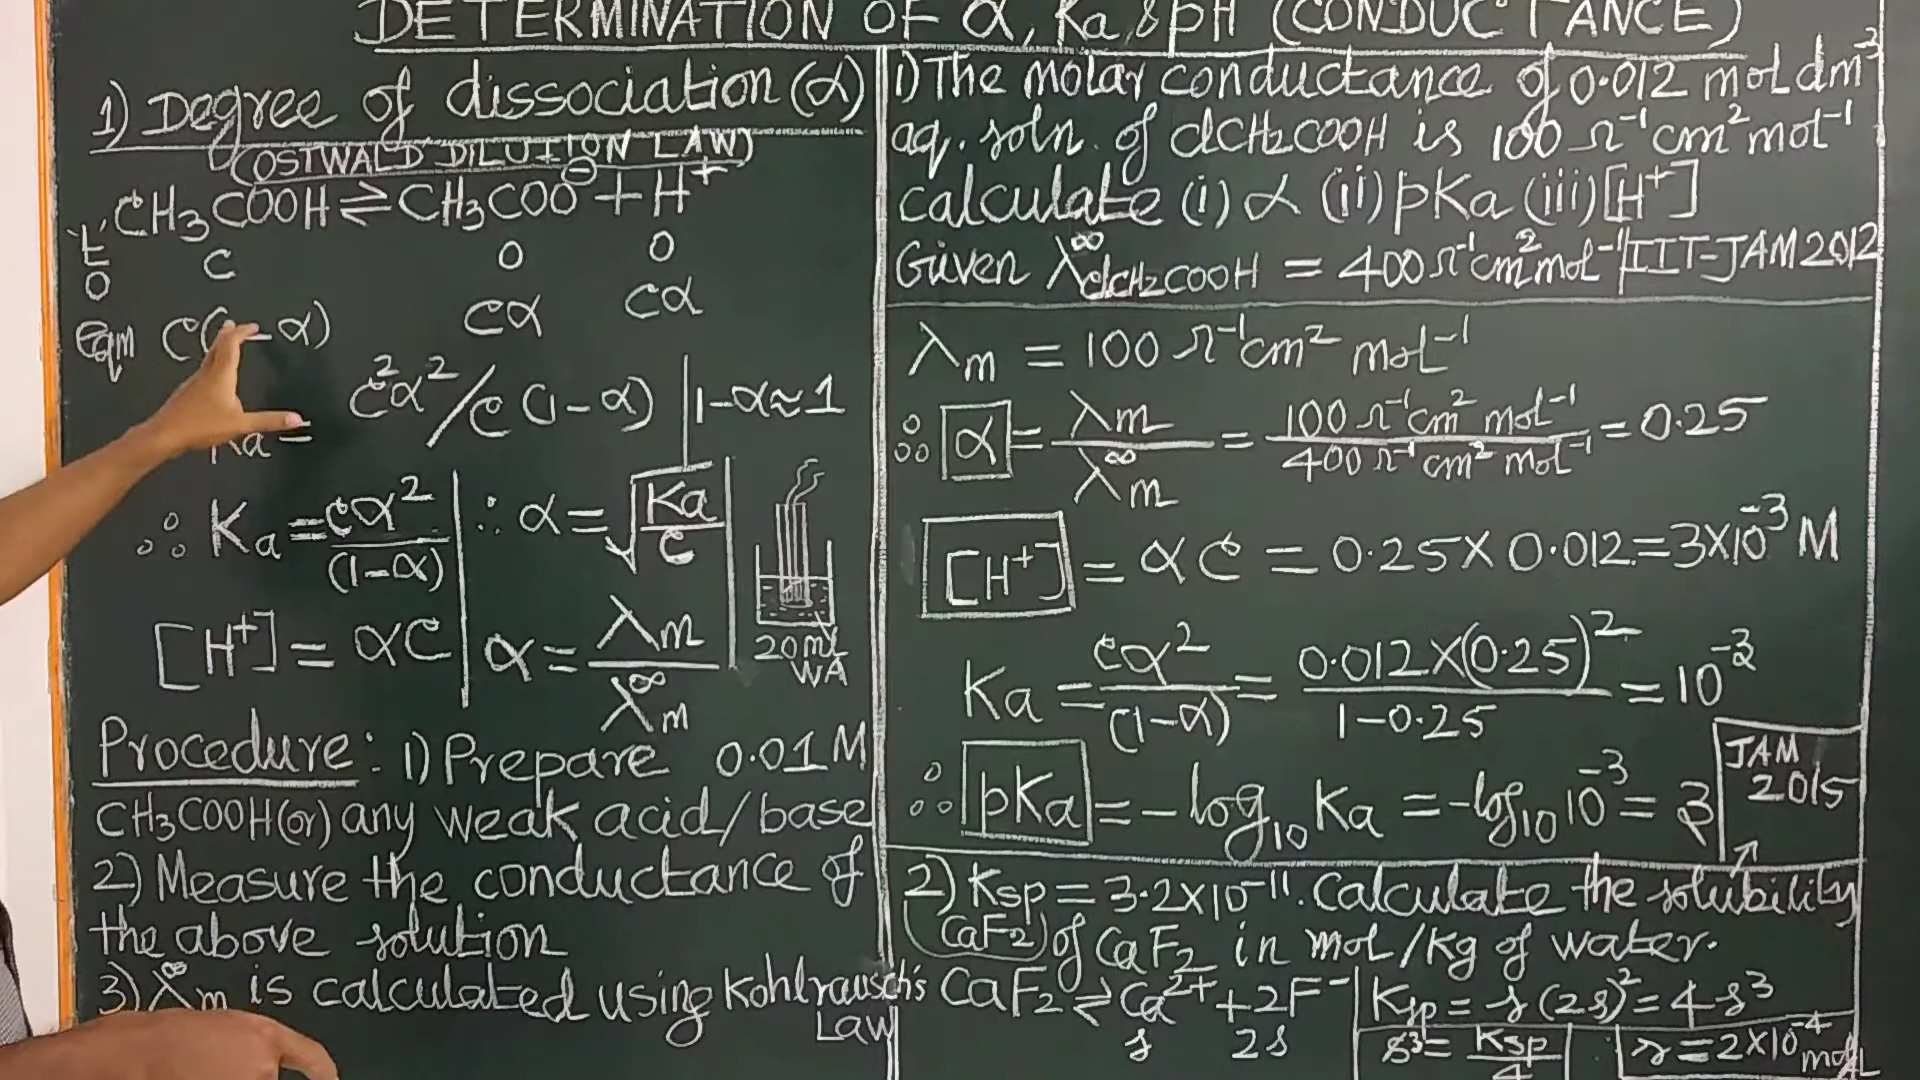 DETERMINATION OF α, Ka, & pH (CONDUCTANCE)
1) Degree of dissociation (α)
(OSTWALD DILUTION LAW)
CH3COOH ⇌ CH3COO⊖ + H+
't'
0 C 0 0
Eqm C(-α) Cα Cα
Ka = c²α²/c(1-α) | 1-α≈1
∴ Ka = cα²/(1-α) | ∴ α = √(Ka/c)
[H+] = αC | α = λm/λ∞m
20mL
WA
Procedure: 1) Prepare 0.01M
CH3COOH(or) any weak acid/base
2) Measure the conductance of
the above solution
3) λ∞m is calculated using Kohlrausch's
Law
1) The molar conductance of 0.012 mol dm⁻³
aq. soln. of clCH2COOH is 100 Ω⁻¹cm²mol⁻¹
calculate (i) α (ii) pKa (iii) [H+]
Given λ∞clCH2COOH = 400 Ω⁻¹cm²mol⁻¹ | IIT-JAM 2012
λm = 100 Ω⁻¹cm² mol⁻¹
∴ α = λm/λ∞m = 100 Ω⁻¹cm² mol⁻¹/400 Ω⁻¹cm² mol⁻¹ = 0.25
[H+] = αC = 0.25 × 0.012 = 3×10⁻³ M
Ka = cα²/(1-α) = 0.012×(0.25)²/1-0.25 = 10⁻³
∴ pKa = -log10 Ka = -log10 10⁻³ = 3
JAM
2015
2) Ksp = 3.2×10⁻¹¹. Calculate the solubility
(CaF2) of CaF2 in mol/kg of water.
CaF2 ⇌ Ca²⁺ + 2F⁻ | Ksp = s(2s)² = 4s³
s 2s | s³ = Ksp/4 | s = 2×10⁻⁴ mol/L